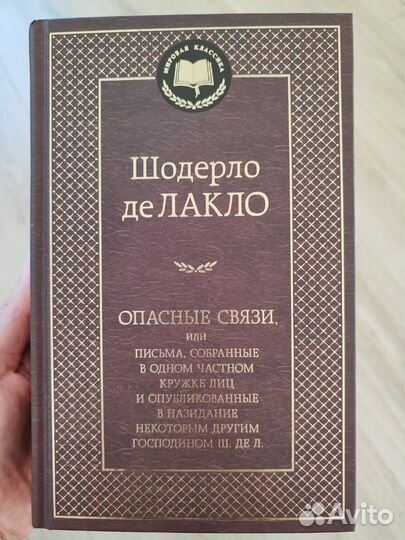 МИРОВАЯ КЛАССИКА
Шодерло
де ЛАКЛО
ОПАСНЫЕ СВЯЗИ,
ИЛИ
ПИСЬМА, СОБРАННЫЕ
В ОДНОМ ЧАСТНОМ
КРУЖКЕ ЛИЦ
И ОПУБЛИКОВАННЫЕ
В НАЗИДАНИЕ
НЕКОТОРЫМ ДРУГИМ
ГОСПОДИНОМ Ш. ДЕ Л.
Avito